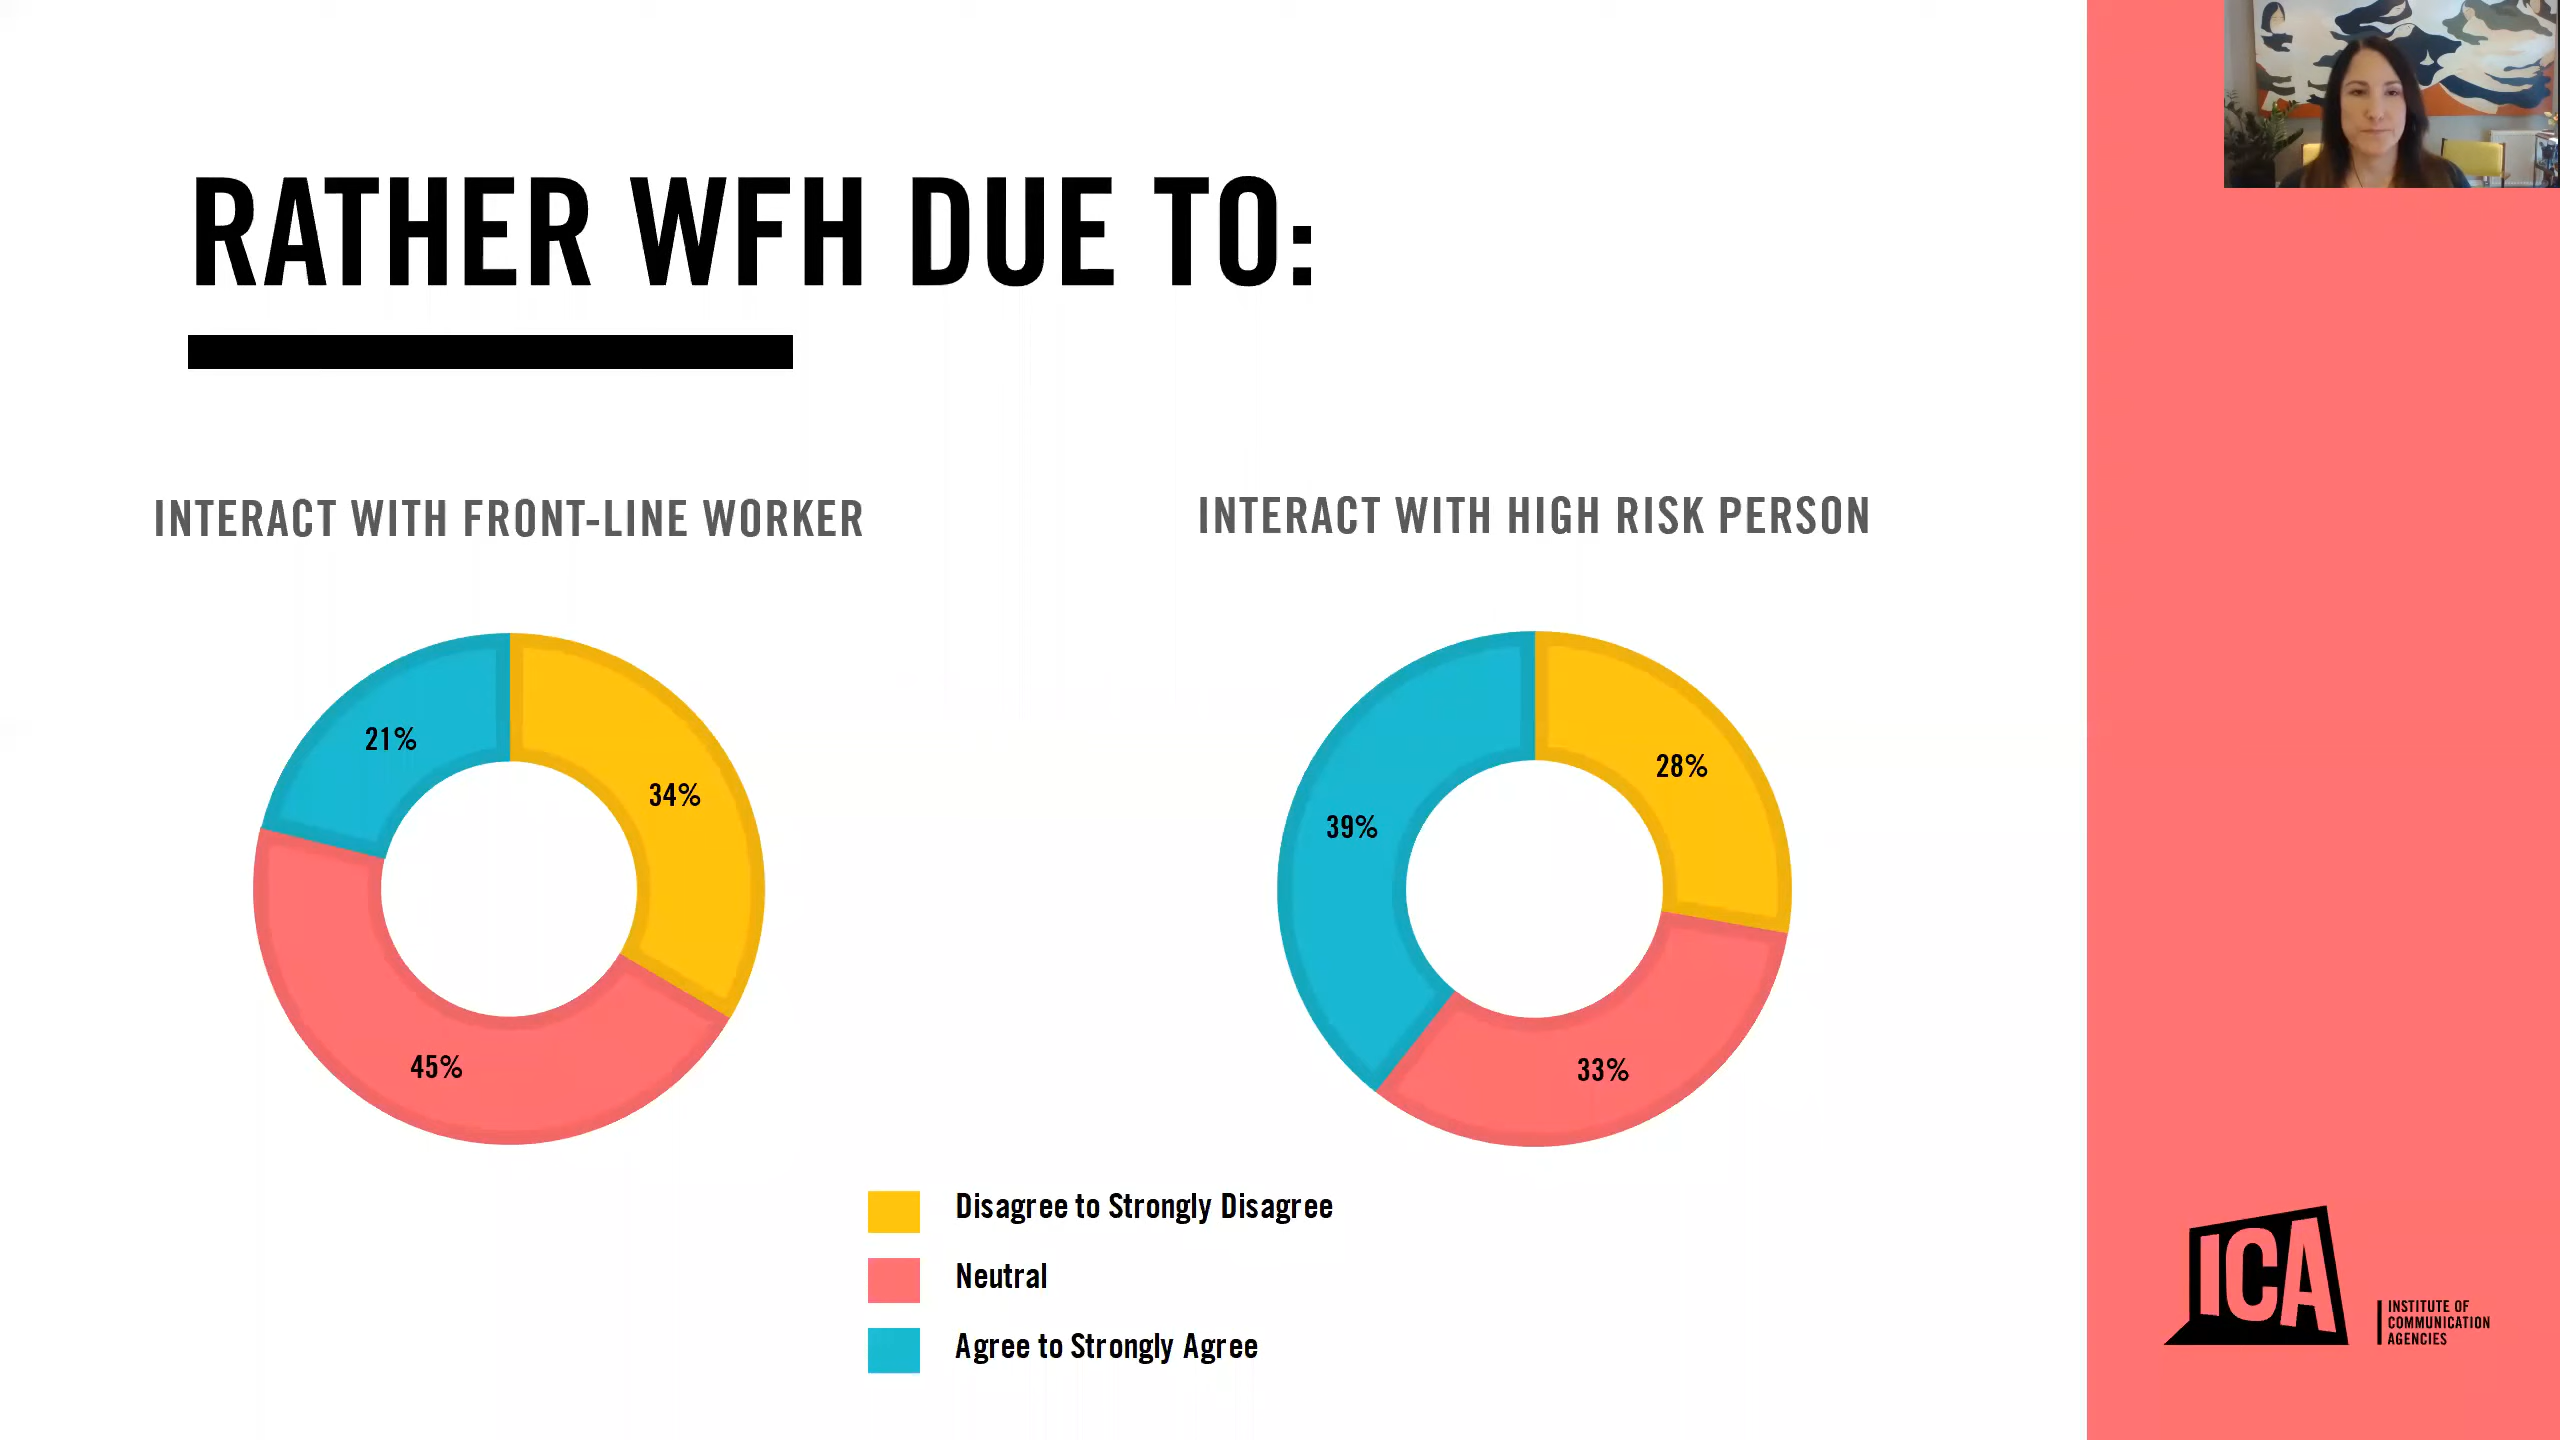 RATHER WFH DUE TO:
INTERACT WITH FRONT-LINE WORKER
21%
34%
45%
INTERACT WITH HIGH RISK PERSON
28%
39%
33%
Disagree to Strongly Disagree
Neutral
Agree to Strongly Agree
ICA
INSTITUTE OF
COMMUNICATION
AGENCIES